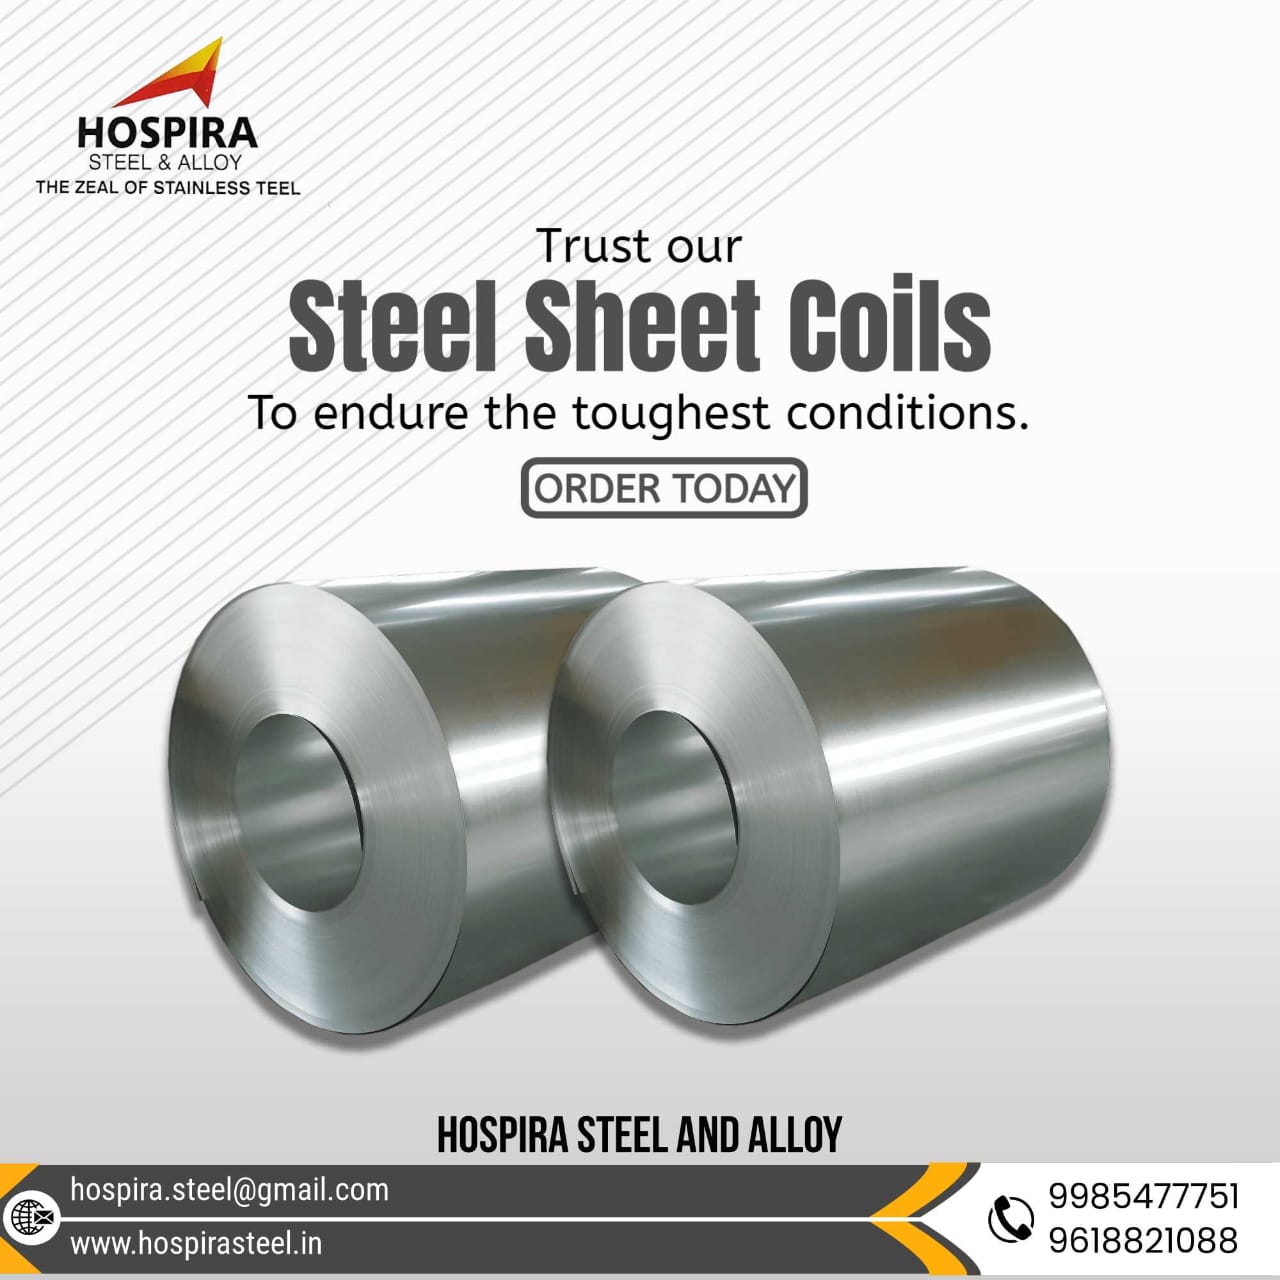 HOSPIRA
STEEL & ALLOY
THE ZEAL OF STAINLESS TEEL
Trust our
Steel Sheet Coils
To endure the toughest conditions.
ORDER TODAY
HOSPIRA STEEL AND ALLOY
hospira.steel@gmail.com
www.hospirasteel.in
9985477751
9618821088